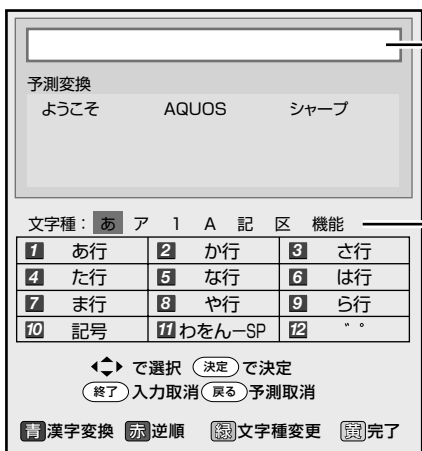 予測変換
ようこそ AQUOS シャープ
文字種： あ ア 1 A 記 区 機能
1 あ行 2 か行 3 さ行
4 た行 5 な行 6 は行
7 ま行 8 や行 9 ら行
10 記号 11 わをんーSP 12 ゛゜
で選択 決定 で決定
終了 入力取消 戻る 予測取消
青 漢字変換 赤 逆順 緑 文字種変更 黄 完了